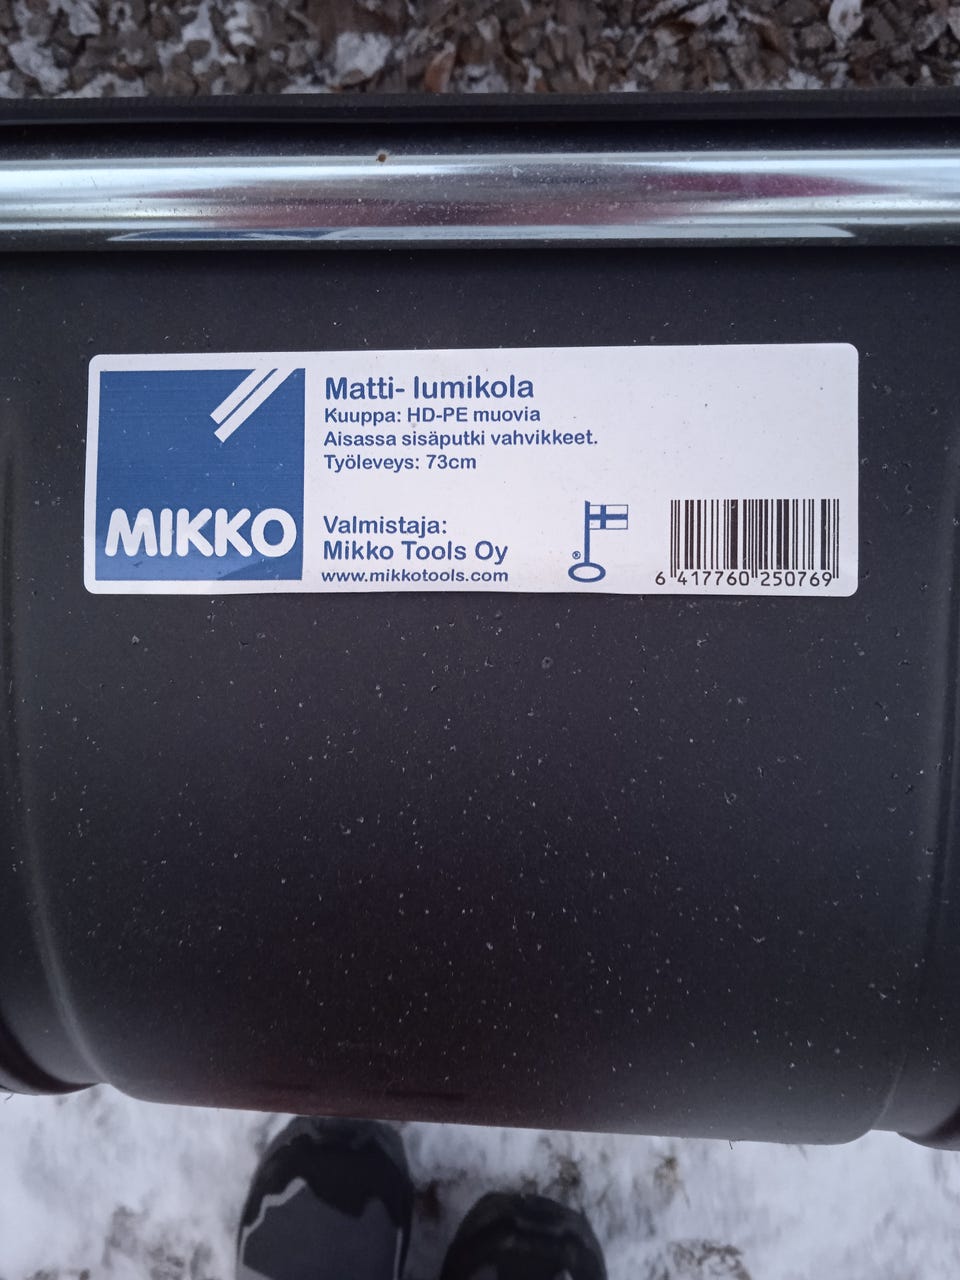 MIKKO
Matti- lumikola
Kuuppa: HD-PE muovia
Aisassa sisäputki vahvikkeet.
Työleveys: 73cm
Valmistaja:
Mikko Tools Oy
www.mikkotools.com
®
6 417760 250769